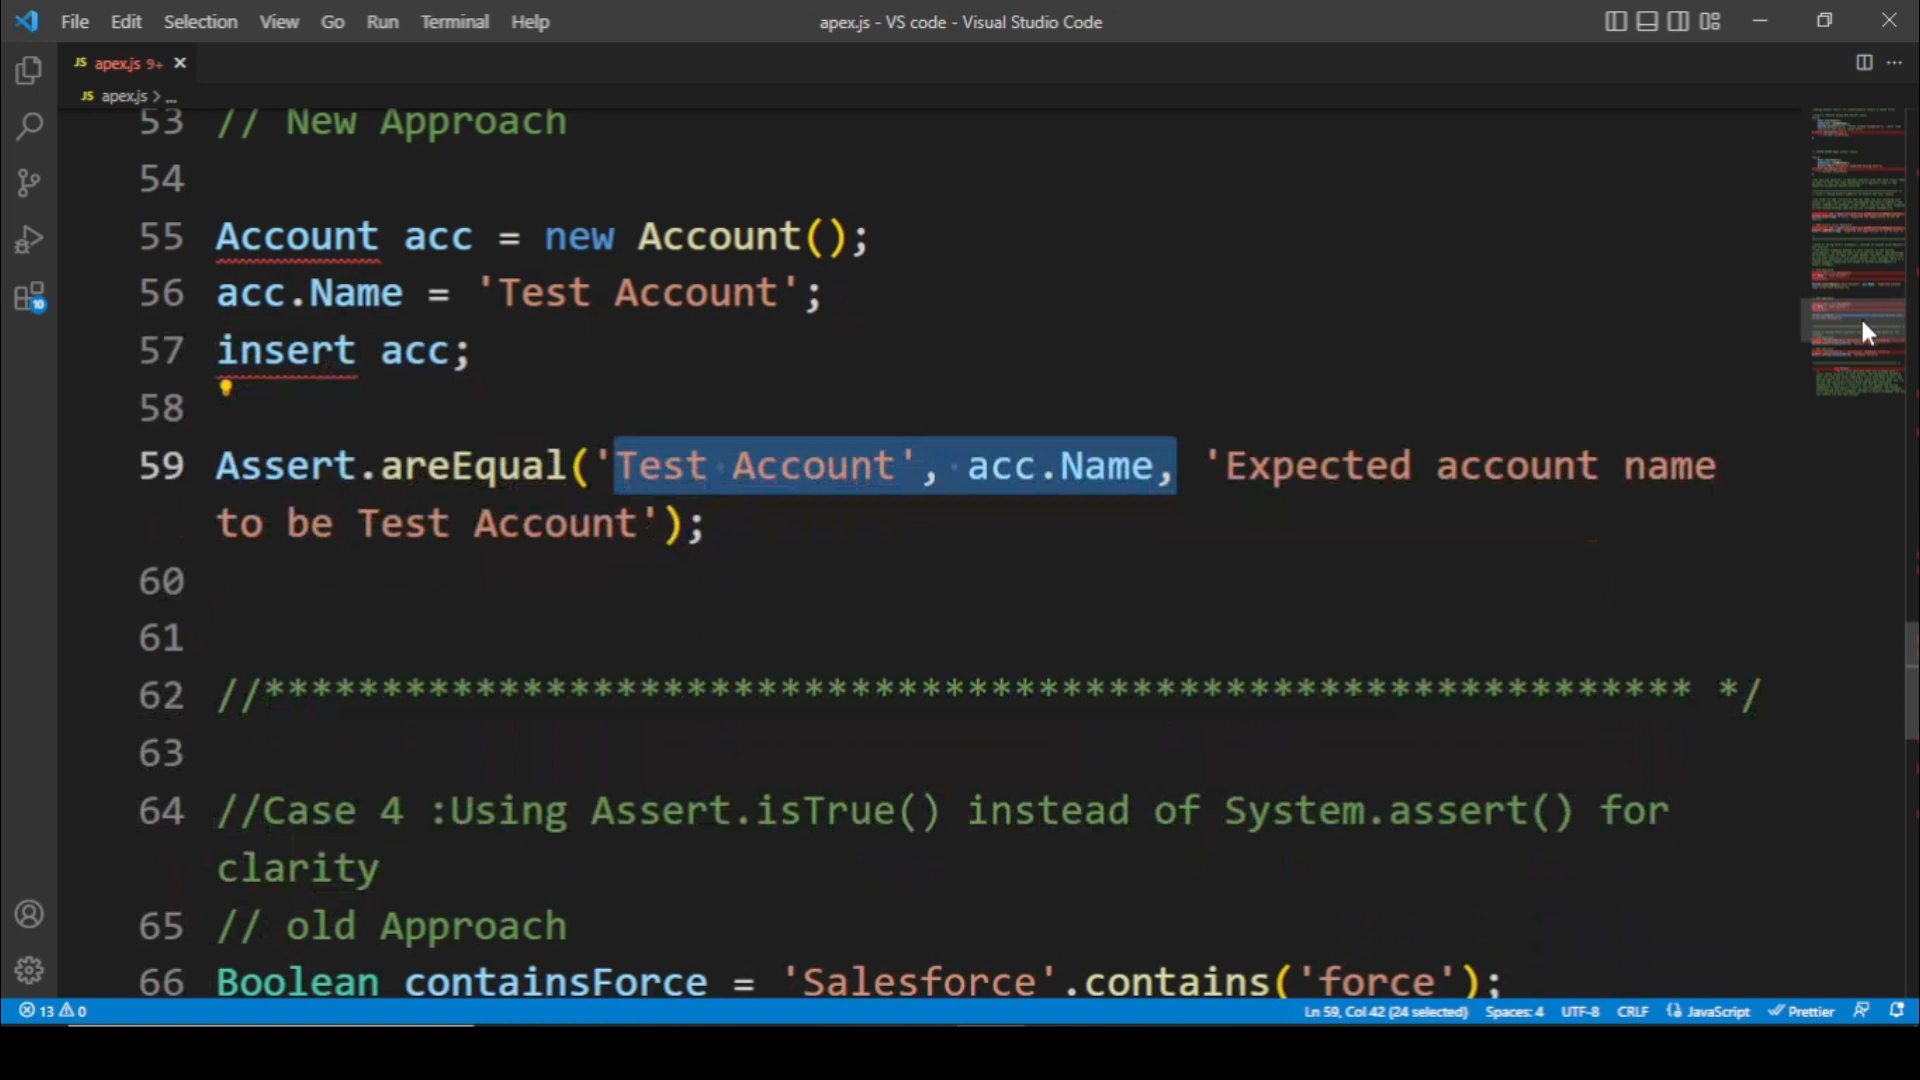 File Edit Selection View Go Run Terminal Help apex.js - VS code - Visual Studio Code
JS apex.js 9+
JS apex.js > ...
53 // New Approach
54
55 Account acc = new Account();
56 acc.Name = 'Test Account';
57 insert acc;
58
59 Assert.areEqual('Test Account', acc.Name, 'Expected account name
to be Test Account');
60
61
62 //************************************************************* */
63
64 //Case 4 :Using Assert.isTrue() instead of System.assert() for
clarity
65 // old Approach
66 Boolean containsForce = 'Salesforce'.contains('force');
10
13 0 Ln 59, Col 42 (24 selected) Spaces: 4 UTF-8 CRLF JavaScript Prettier